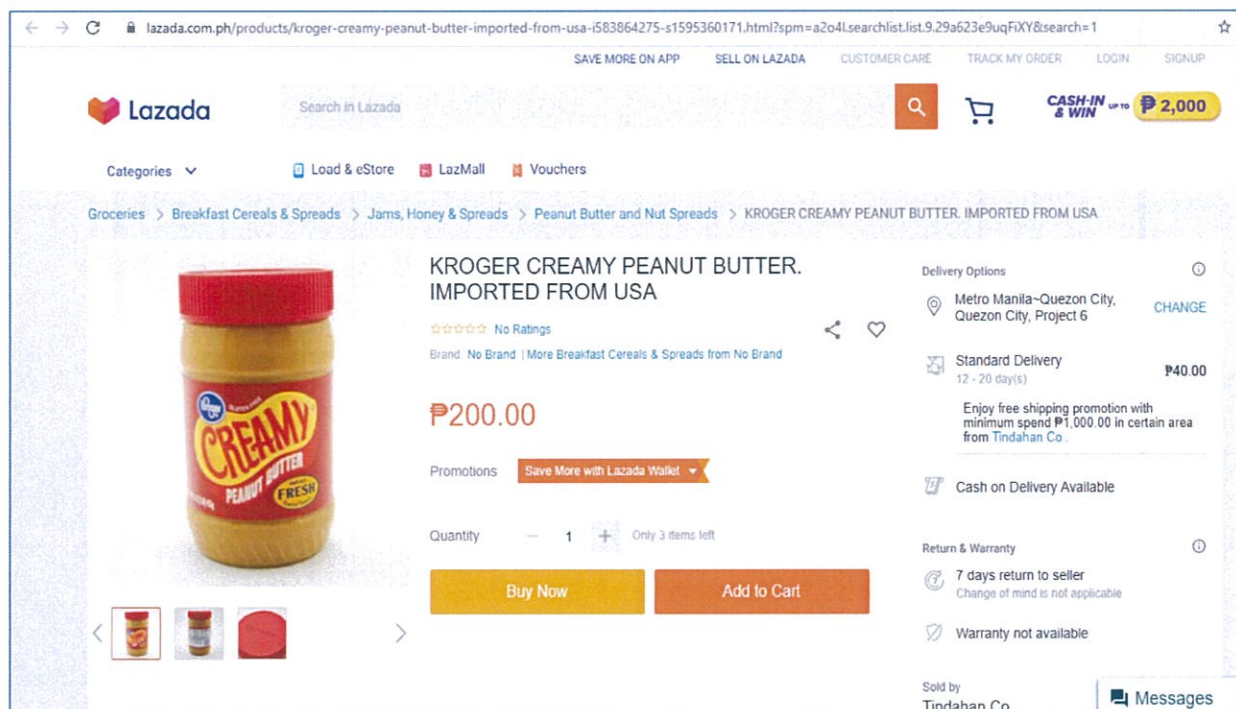 lazada.com.ph/products/kroger-creamy-peanut-butter-imported-from-usa-i583864275-s1595360171.html?spm=a2o4l.searchlist.list.9.29a623e9uqFiXY&search=1
SAVE MORE ON APP SELL ON LAZADA CUSTOMER CARE TRACK MY ORDER LOGIN SIGNUP
Lazada
Search in Lazada
CASH-IN & WIN UP TO ₱ 2,000
Categories Load & eStore LazMall Vouchers
Groceries > Breakfast Cereals & Spreads > Jams, Honey & Spreads > Peanut Butter and Nut Spreads > KROGER CREAMY PEANUT BUTTER. IMPORTED FROM USA
Kroger
GLUTEN FREE
CREAMY
PEANUT BUTTER
FRESH
KROGER CREAMY PEANUT BUTTER.
IMPORTED FROM USA
No Ratings
Brand No Brand | More Breakfast Cereals & Spreads from No Brand
₱200.00
Promotions Save More with Lazada Wallet
Quantity − 1 + Only 3 items left
Buy Now Add to Cart
Delivery Options
Metro Manila~Quezon City,
Quezon City, Project 6
CHANGE
Standard Delivery ₱40.00
12 - 20 day(s)
Enjoy free shipping promotion with
minimum spend ₱1,000.00 in certain area
from Tindahan Co .
Cash on Delivery Available
Return & Warranty
7 days return to seller
Change of mind is not applicable
Warranty not available
Sold by
Tindahan Co
Messages